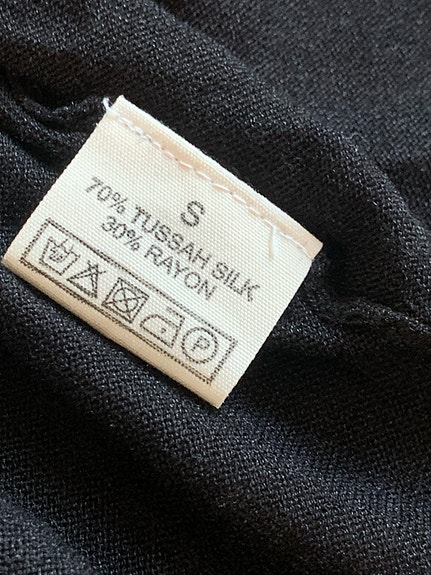 S
70% TUSSAH SILK
30% RAYON
P